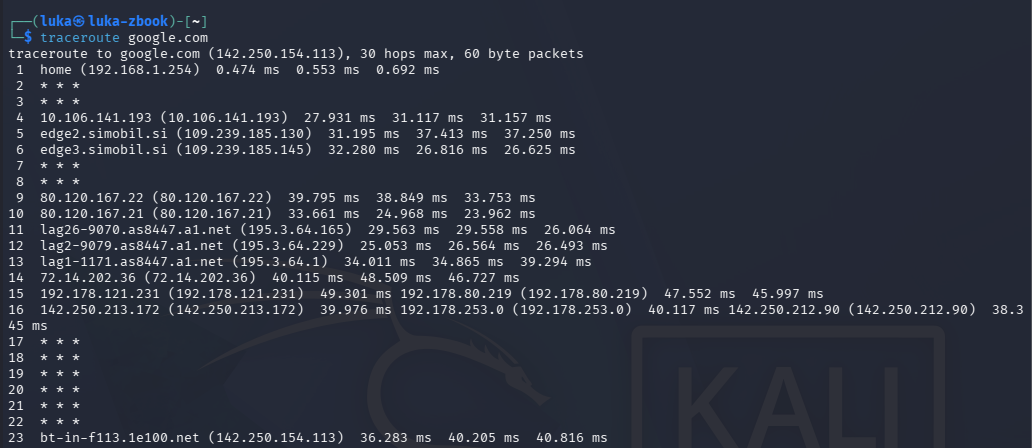 ┌──(luka㉿luka-zbook)-[~]
└─$ traceroute google.com
traceroute to google.com (142.250.154.113), 30 hops max, 60 byte packets
 1  home (192.168.1.254)  0.474 ms  0.553 ms  0.692 ms
 2  * * *
 3  * * *
 4  10.106.141.193 (10.106.141.193)  27.931 ms  31.117 ms  31.157 ms
 5  edge2.simobil.si (109.239.185.130)  31.195 ms  37.413 ms  37.250 ms
 6  edge3.simobil.si (109.239.185.145)  32.280 ms  26.816 ms  26.625 ms
 7  * * *
 8  * * *
 9  80.120.167.22 (80.120.167.22)  39.795 ms  38.849 ms  33.753 ms
10  80.120.167.21 (80.120.167.21)  33.661 ms  24.968 ms  23.962 ms
11  lag26-9070.as8447.a1.net (195.3.64.165)  29.563 ms  29.558 ms  26.064 ms
12  lag2-9079.as8447.a1.net (195.3.64.229)  25.053 ms  26.564 ms  26.493 ms
13  lag1-1171.as8447.a1.net (195.3.64.1)  34.011 ms  34.865 ms  39.294 ms
14  72.14.202.36 (72.14.202.36)  40.115 ms  48.509 ms  46.727 ms
15  192.178.121.231 (192.178.121.231)  49.301 ms 192.178.80.219 (192.178.80.219)  47.552 ms  45.997 ms
16  142.250.213.172 (142.250.213.172)  39.976 ms 192.178.253.0 (192.178.253.0)  40.117 ms 142.250.212.90 (142.250.212.90)  38.3
45 ms
17  * * *
18  * * *
19  * * *
20  * * *
21  * * *
22  * * *
23  bt-in-f113.1e100.net (142.250.154.113)  36.283 ms  40.205 ms  40.816 ms
KALI